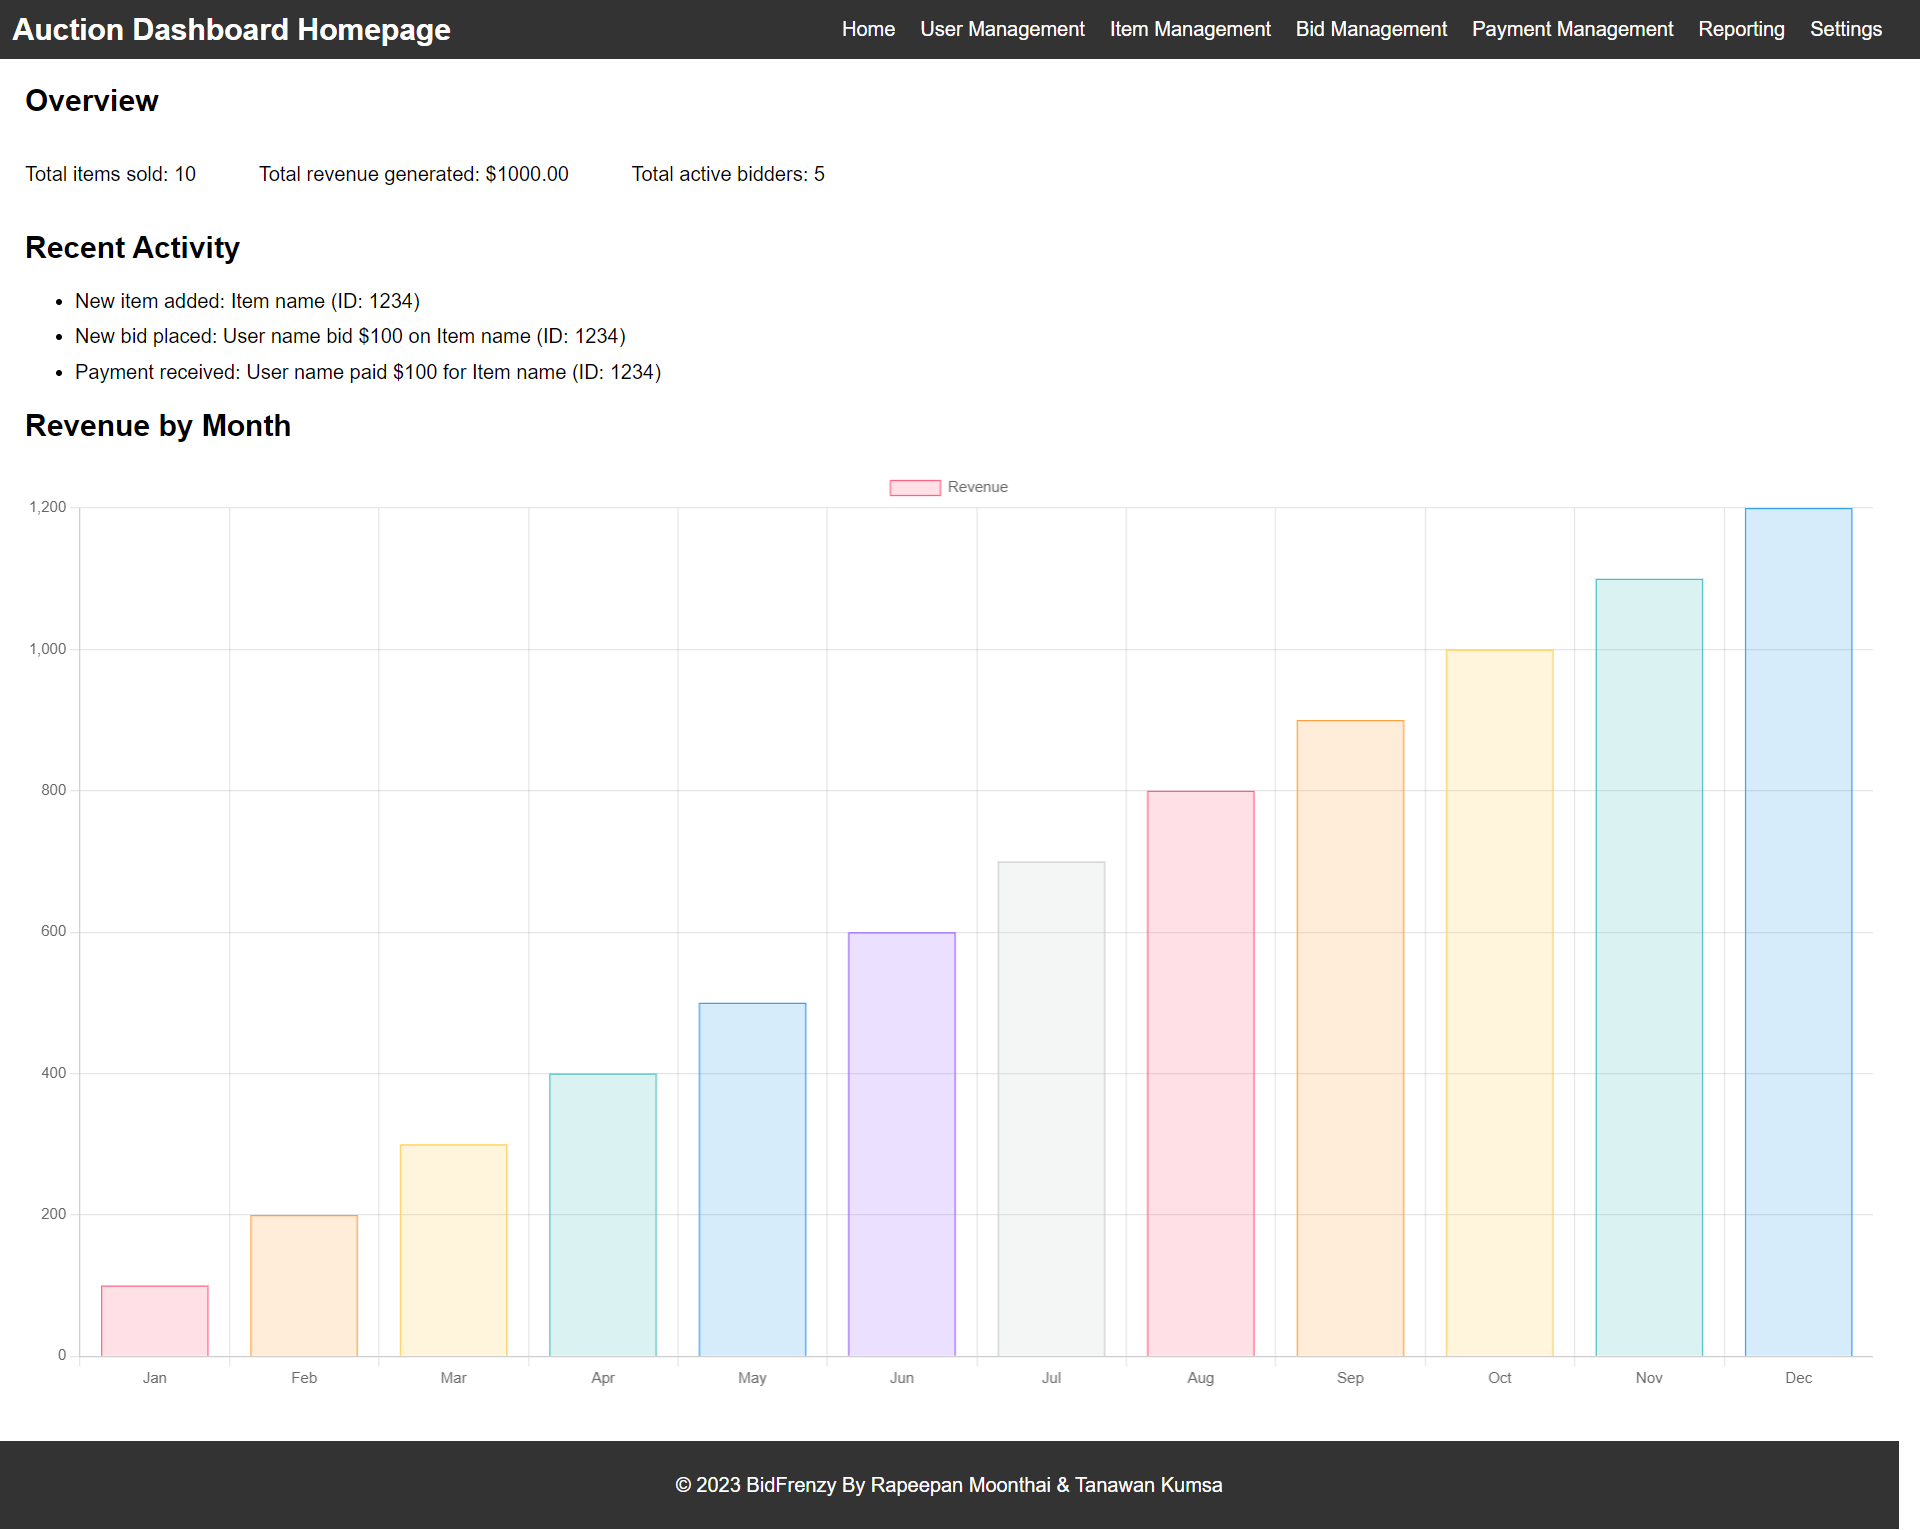 Auction Dashboard Homepage
Home User Management Item Management Bid Management Payment Management Reporting Settings
Overview
Total items sold: 10 Total revenue generated: $1000.00 Total active bidders: 5
Recent Activity
• New item added: Item name (ID: 1234)
• New bid placed: User name bid $100 on Item name (ID: 1234)
• Payment received: User name paid $100 for Item name (ID: 1234)
Revenue by Month
Revenue
1,200
1,000
800
600
400
200
0
Jan Feb Mar Apr May Jun Jul Aug Sep Oct Nov Dec
© 2023 BidFrenzy By Rapeepan Moonthai & Tanawan Kumsa